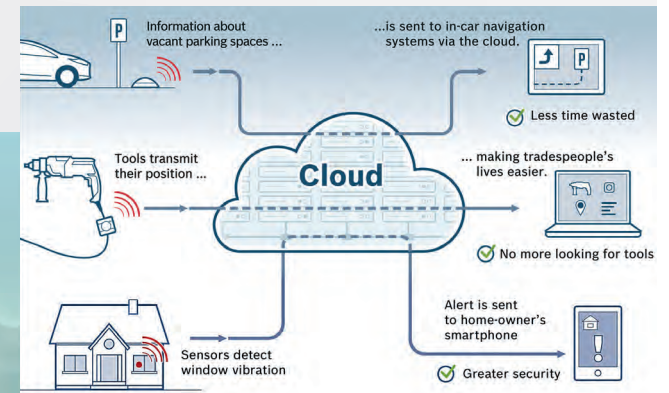 P
Information about
vacant parking spaces ...
...is sent to in-car navigation
systems via the cloud.
P
Less time wasted
Tools transmit
their position ...
Cloud
... making tradespeople's
lives easier.
No more looking for tools
Sensors detect
window vibration
Alert is sent
to home-owner's
smartphone
!
Greater security